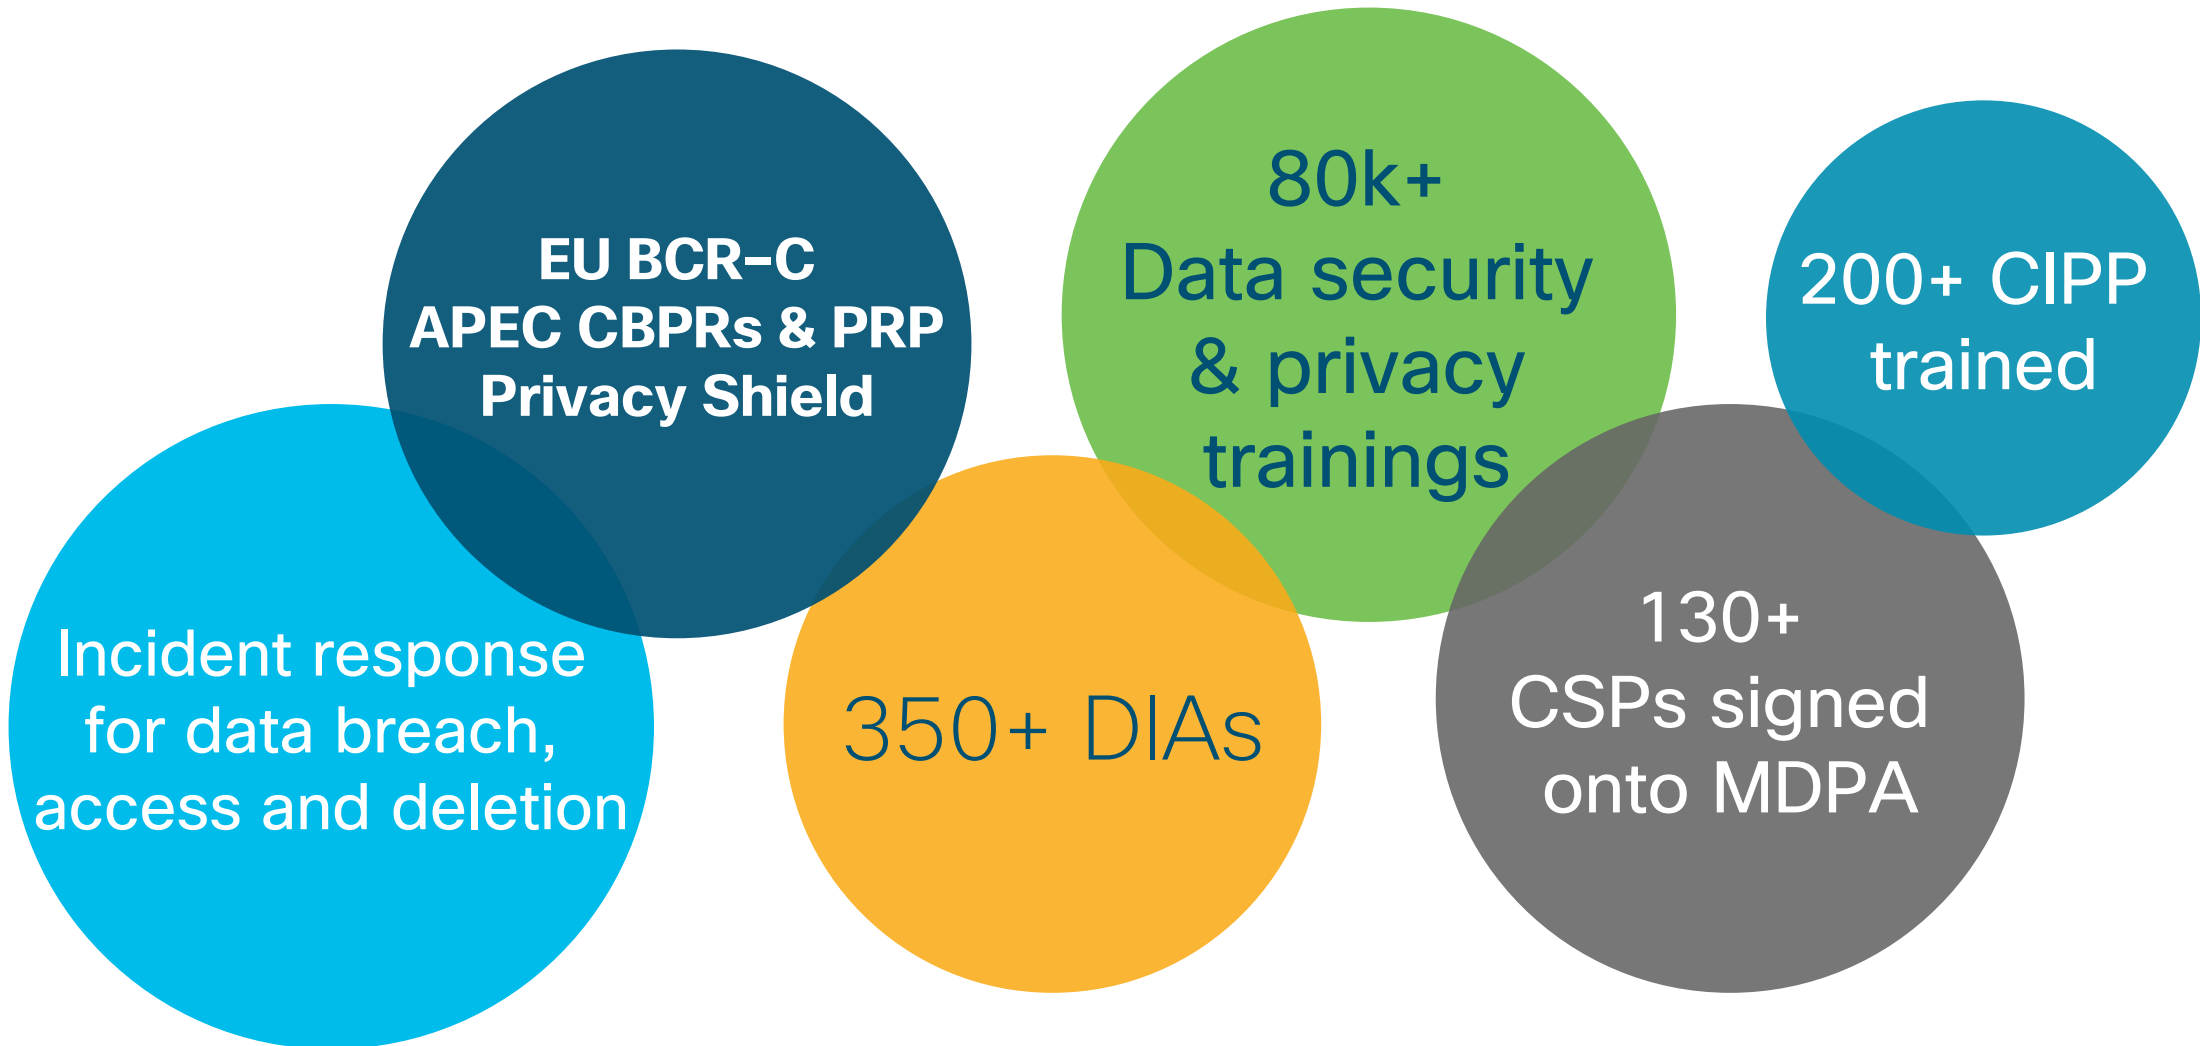 EU BCR–C
APEC CBPRs & PRP
Privacy Shield
80k+
Data security
& privacy
trainings
200+ CIPP
trained
Incident response
for data breach,
access and deletion
350+ DIAs
130+
CSPs signed
onto MDPA